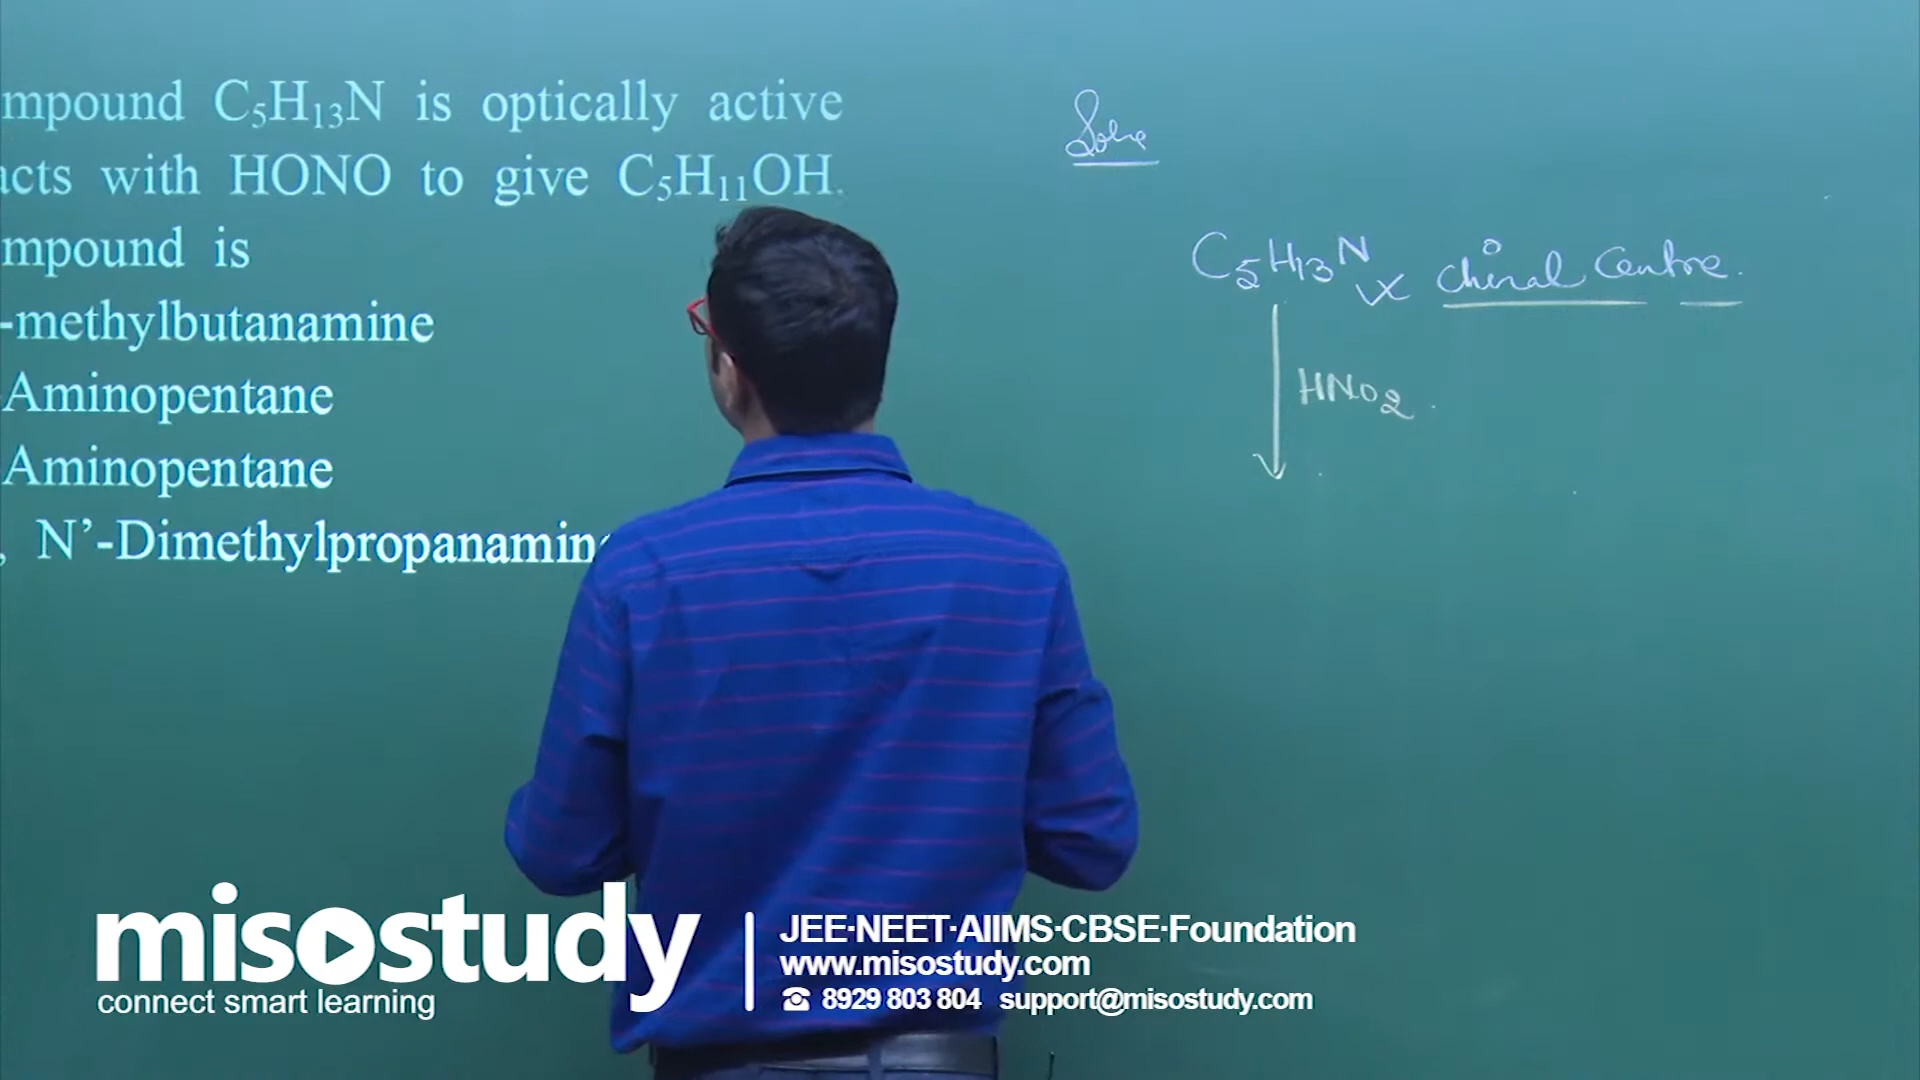 mpound C₅H₁₃N is optically active
acts with HONO to give C₅H₁₁OH.
mpound is
-methylbutanamine
-Aminopentane
Aminopentane
, N’-Dimethylpropanamine
Solve
C₅H₁₃N chiral Centre.
HNO₂.
misostudy
connect smart learning
JEE·NEET·AIIMS·CBSE·Foundation
www.misostudy.com
☎ 8929 803 804 support@misostudy.com